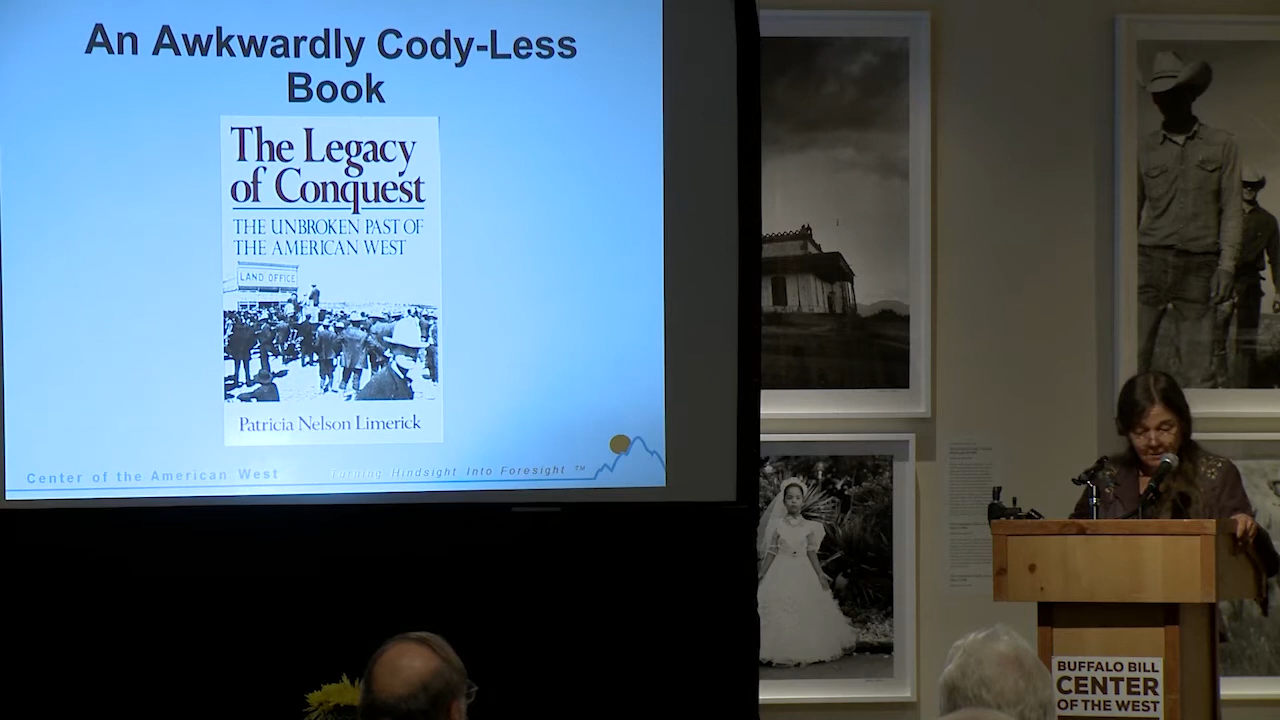 An Awkwardly Cody-Less
Book
The Legacy
of Conquest
THE UNBROKEN PAST OF
THE AMERICAN WEST
LAND OFFICE
Patricia Nelson Limerick
Center of the American West
Turning Hindsight Into Foresight ™
BUFFALO BILL
CENTER
OF THE WEST